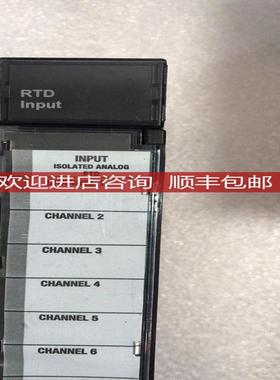 RTD
Input
INPUT
ISOLATED ANALOG
欢迎进店咨询 顺丰包邮
CHANNEL 2
CHANNEL 3
CHANNEL 4
CHANNEL 5
CHANNEL 6